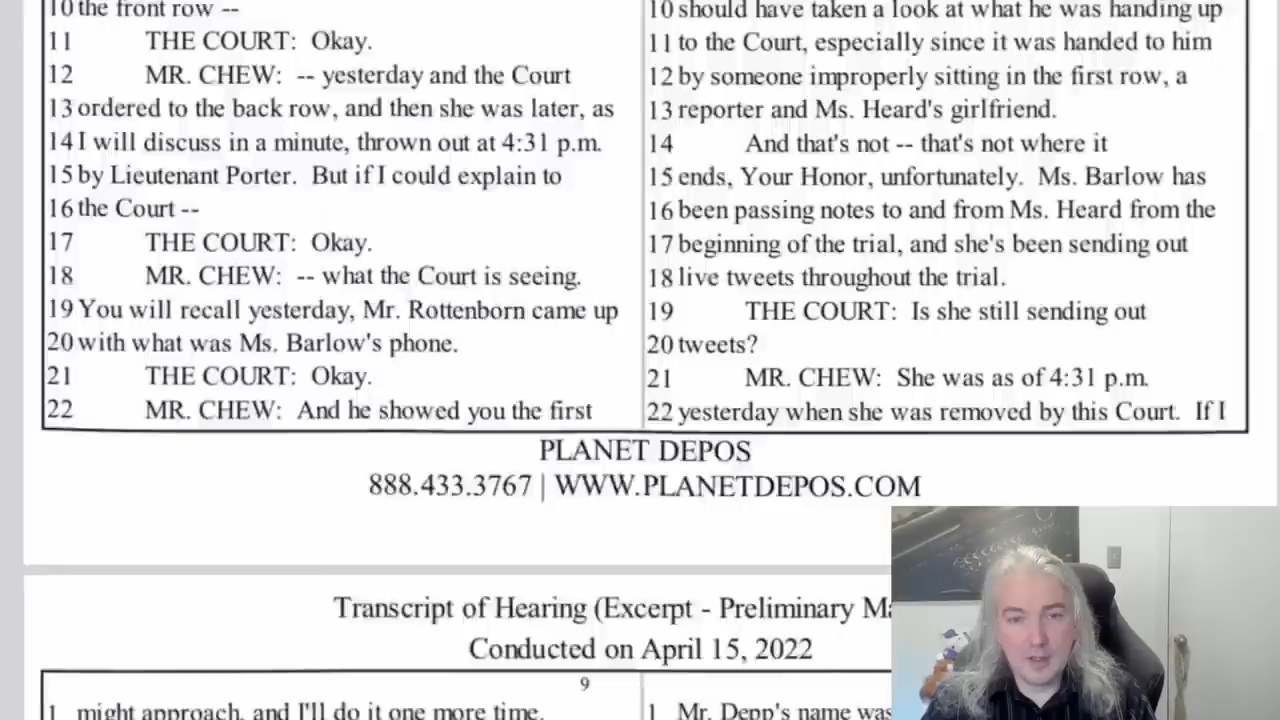 10 the front row --
11 THE COURT: Okay.
12 MR. CHEW: -- yesterday and the Court
13 ordered to the back row, and then she was later, as
14 I will discuss in a minute, thrown out at 4:31 p.m.
15 by Lieutenant Porter. But if I could explain to
16 the Court --
17 THE COURT: Okay.
18 MR. CHEW: -- what the Court is seeing.
19 You will recall yesterday, Mr. Rottenborn came up
20 with what was Ms. Barlow's phone.
21 THE COURT: Okay.
22 MR. CHEW: And he showed you the first
10 should have taken a look at what he was handing up
11 to the Court, especially since it was handed to him
12 by someone improperly sitting in the first row, a
13 reporter and Ms. Heard's girlfriend.
14 And that's not -- that's not where it
15 ends, Your Honor, unfortunately. Ms. Barlow has
16 been passing notes to and from Ms. Heard from the
17 beginning of the trial, and she's been sending out
18 live tweets throughout the trial.
19 THE COURT: Is she still sending out
20 tweets?
21 MR. CHEW: She was as of 4:31 p.m.
22 yesterday when she was removed by this Court. If I
PLANET DEPOS
888.433.3767 | WWW.PLANETDEPOS.COM
Transcript of Hearing (Excerpt - Preliminary
Conducted on April 15, 2022
9
1 might approach, and I'll do it one more time.
1 Mr. Depp's name was